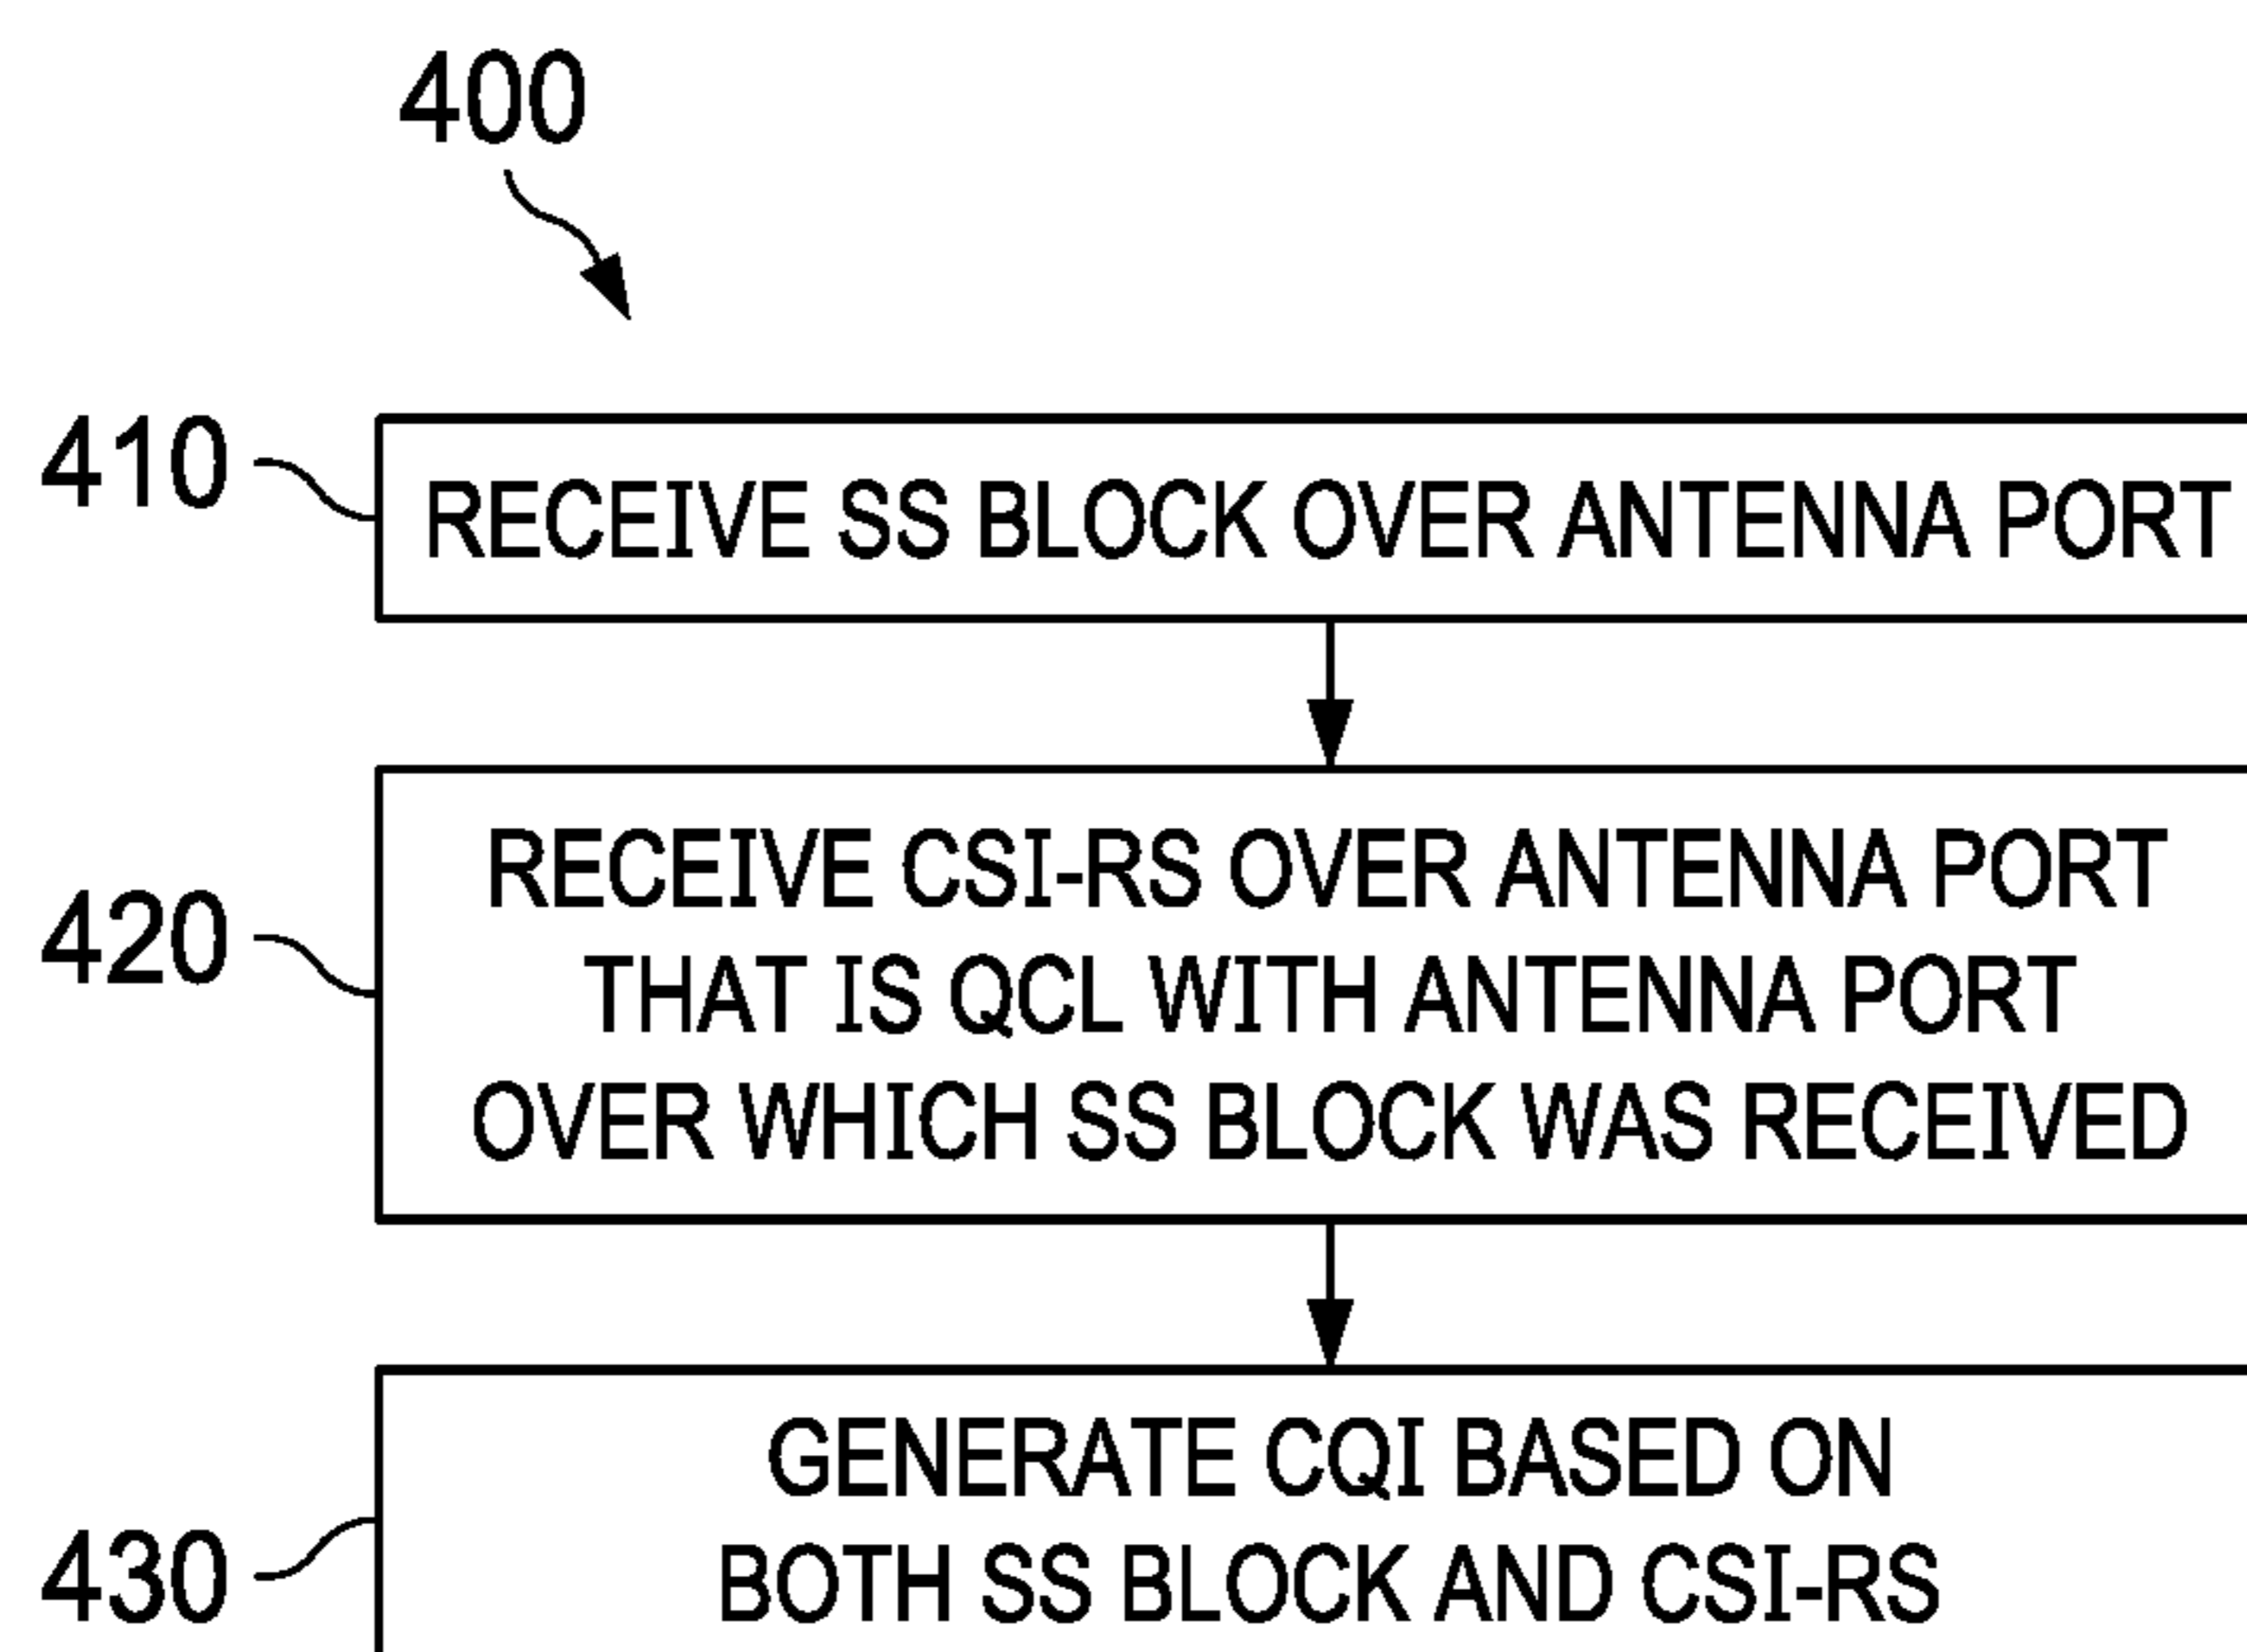 400
410
RECEIVE SS BLOCK OVER ANTENNA PORT
420
RECEIVE CSI-RS OVER ANTENNA PORT
THAT IS QCL WITH ANTENNA PORT
OVER WHICH SS BLOCK WAS RECEIVED
430
GENERATE CQI BASED ON
BOTH SS BLOCK AND CSI-RS